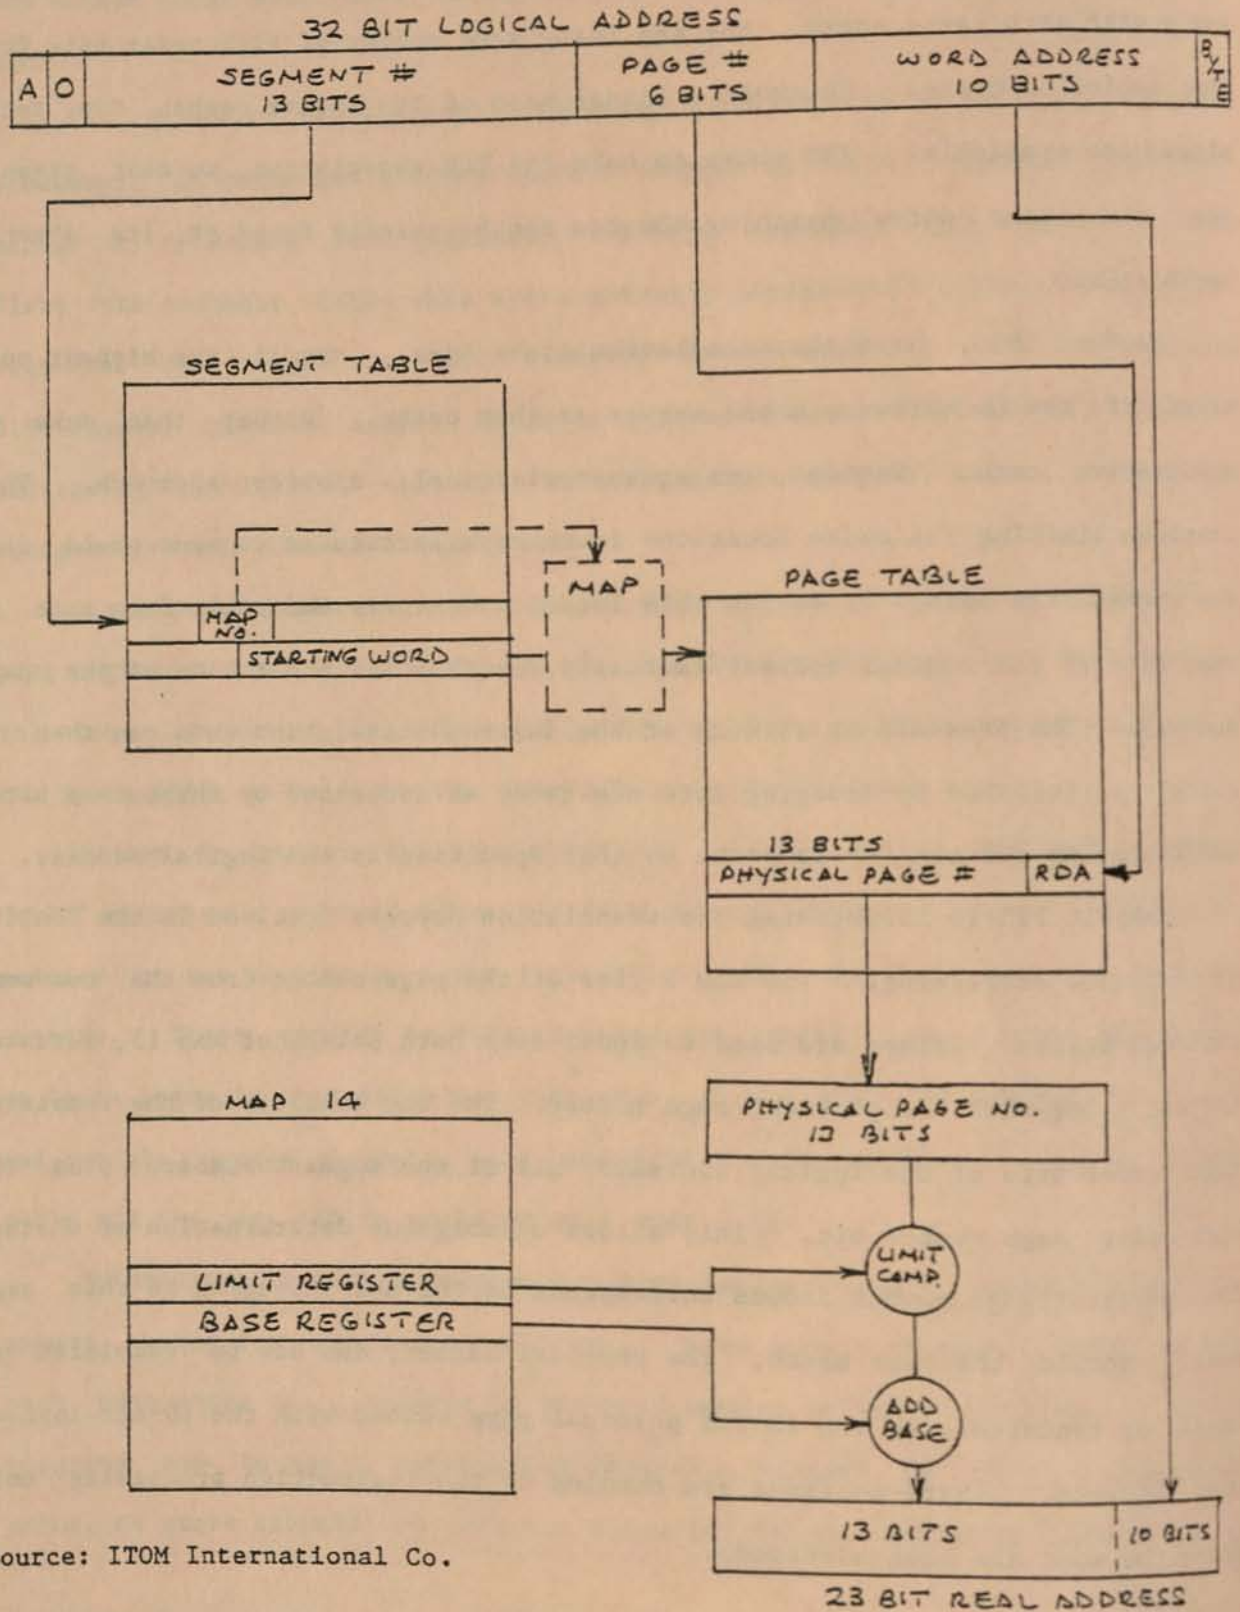 32 BIT LOGICAL ADDRESS
A
O
SEGMENT #
13 BITS
PAGE #
6 BITS
WORD ADDRESS
10 BITS
BYTE
SEGMENT TABLE
MAP
NO.
STARTING WORD
MAP
PAGE TABLE
13 BITS
PHYSICAL PAGE #
RDA
MAP 14
LIMIT REGISTER
BASE REGISTER
PHYSICAL PAGE NO.
13 BITS
LIMIT
COMP.
ADD
BASE
13 BITS
10 BITS
23 BIT REAL ADDRESS
ource: ITOM International Co.